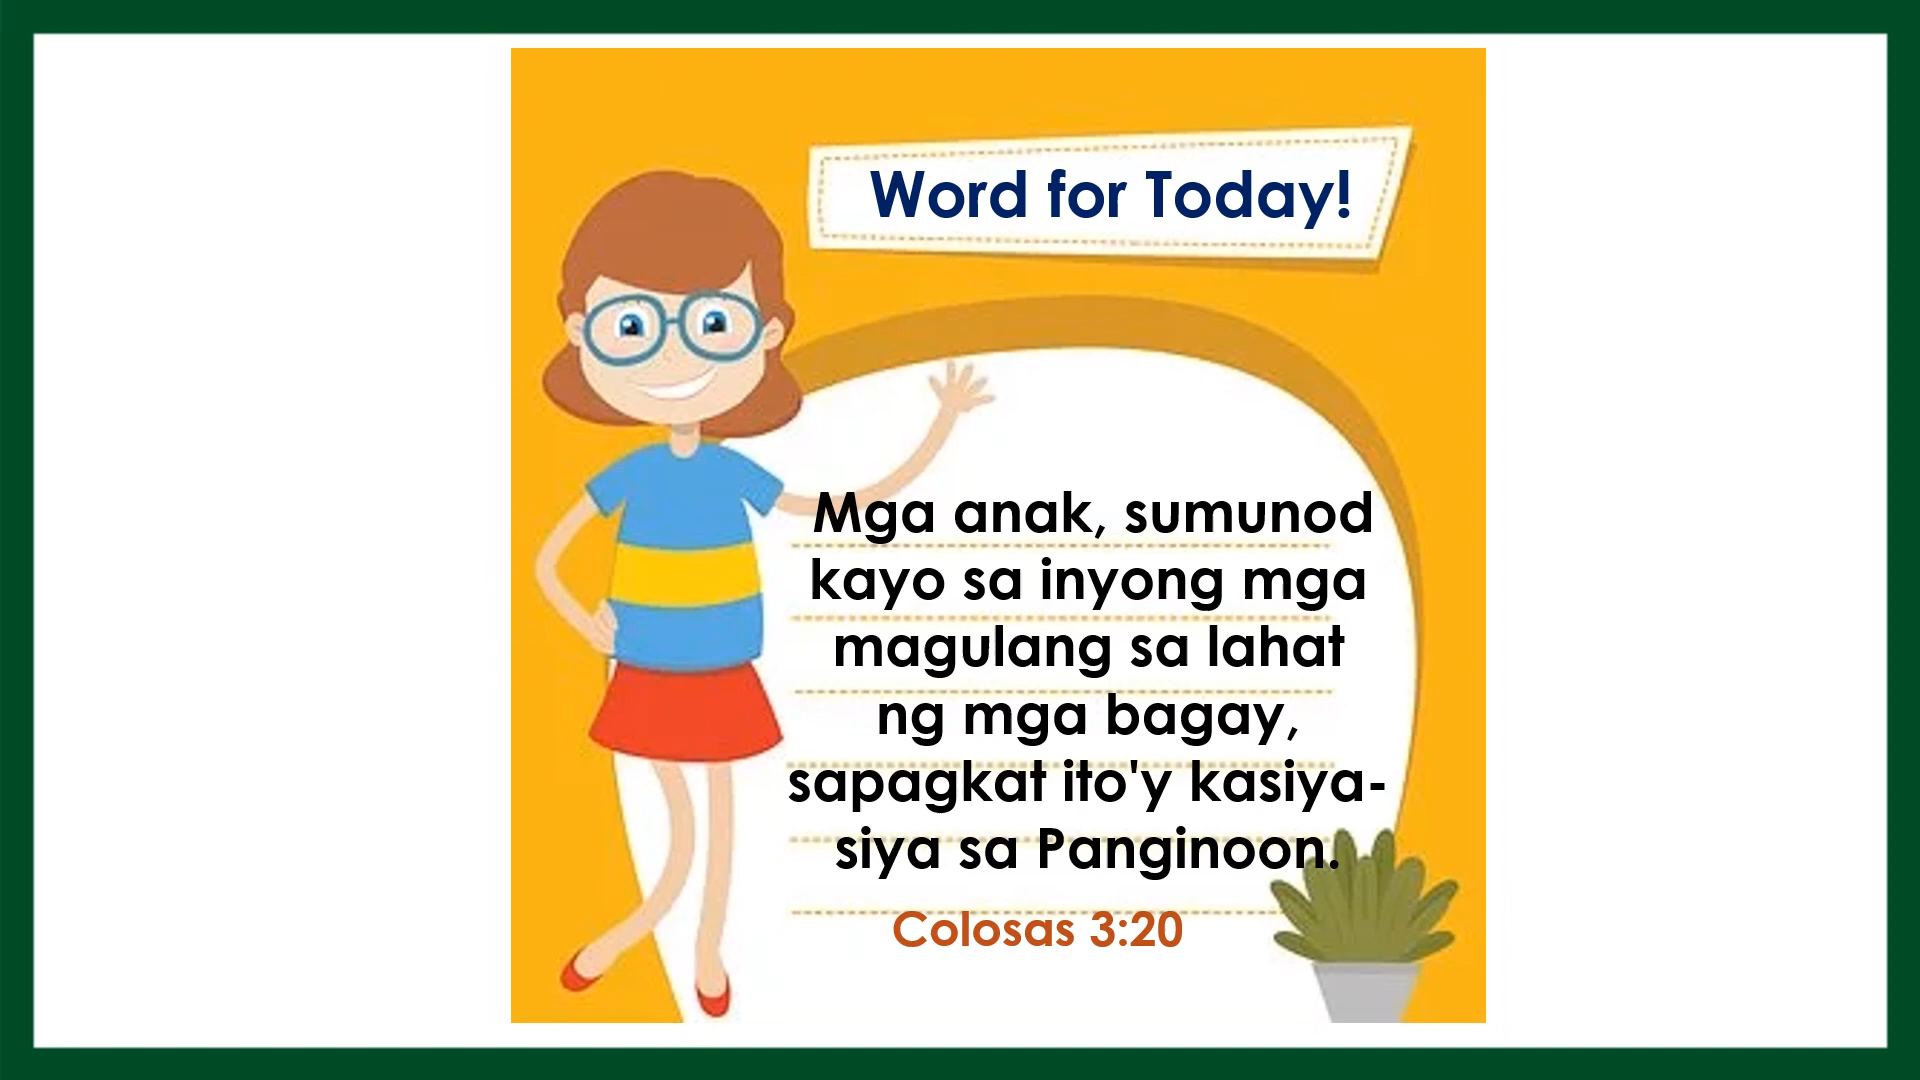 Word for Today!
Mga anak, sumunod
kayo sa inyong mga
magulang sa lahat
ng mga bagay,
sapagkat ito'y kasiya-
siya sa Panginoon.
Colosas 3:20